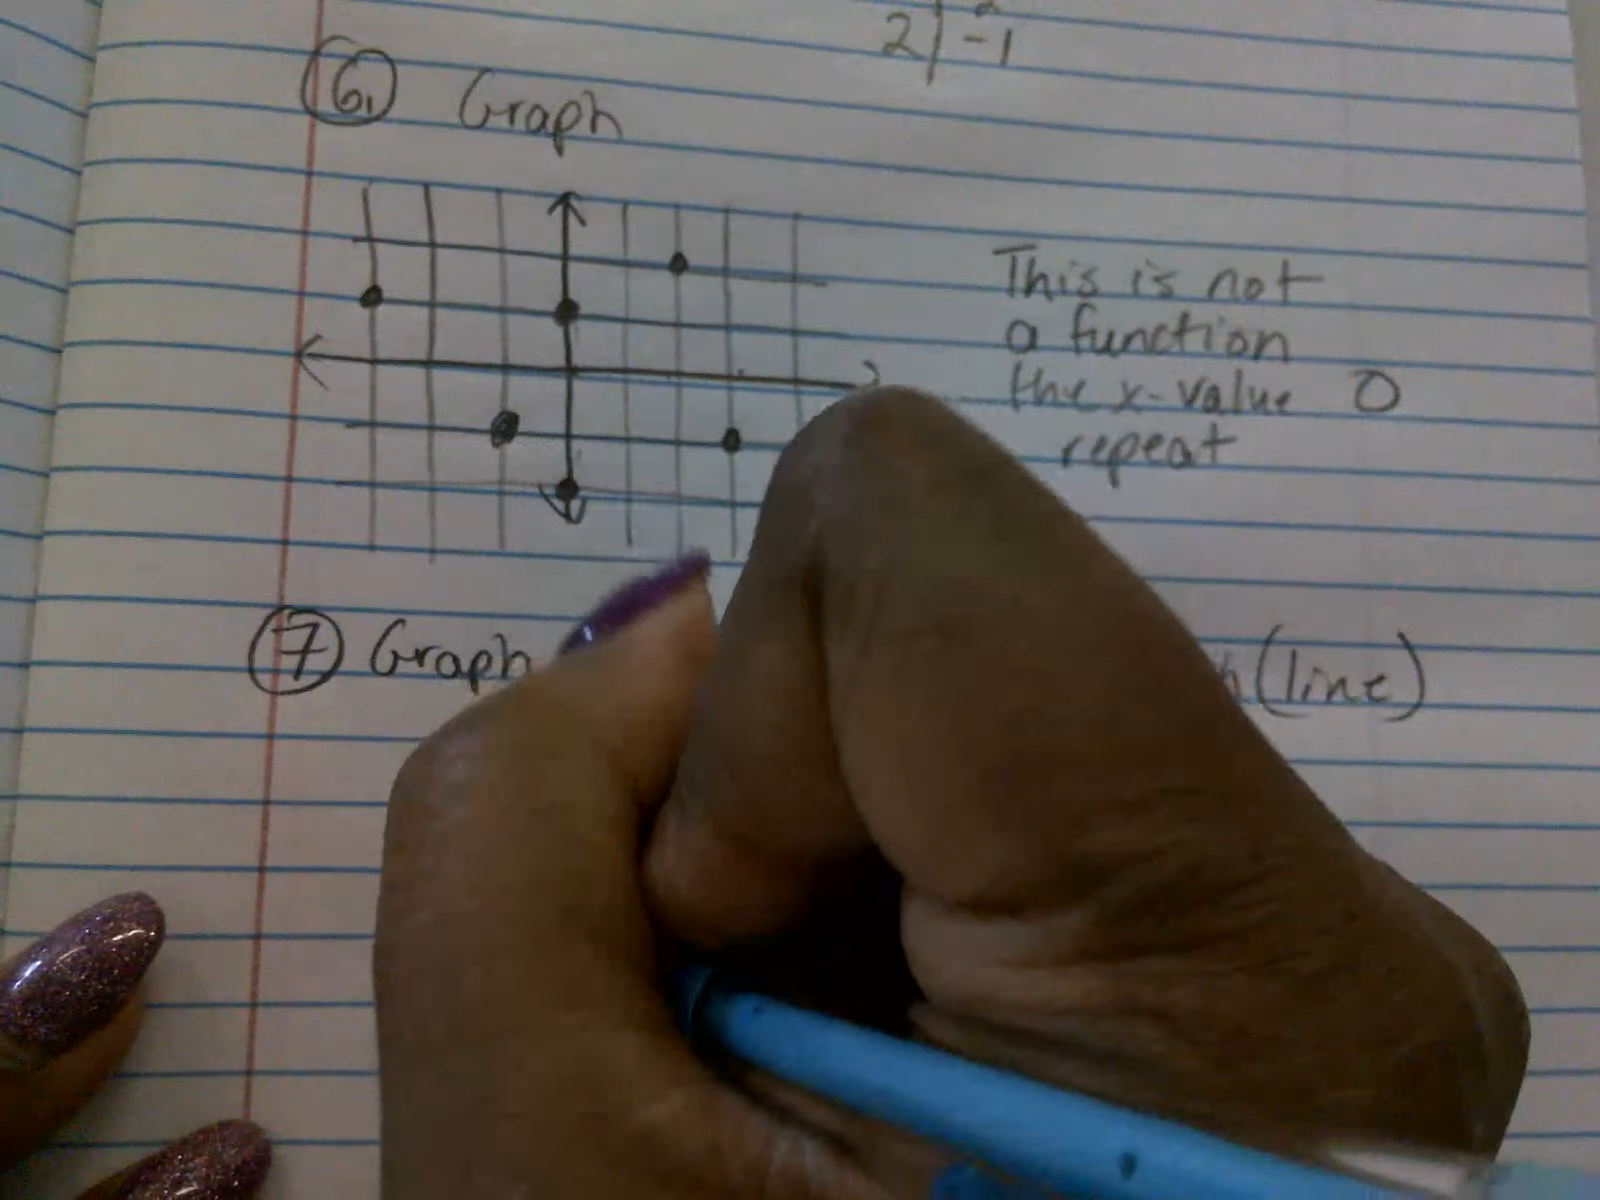 2 | -1
6. Graph
This is not
a function
the x-value 0
repeat
7 Graph
(line)